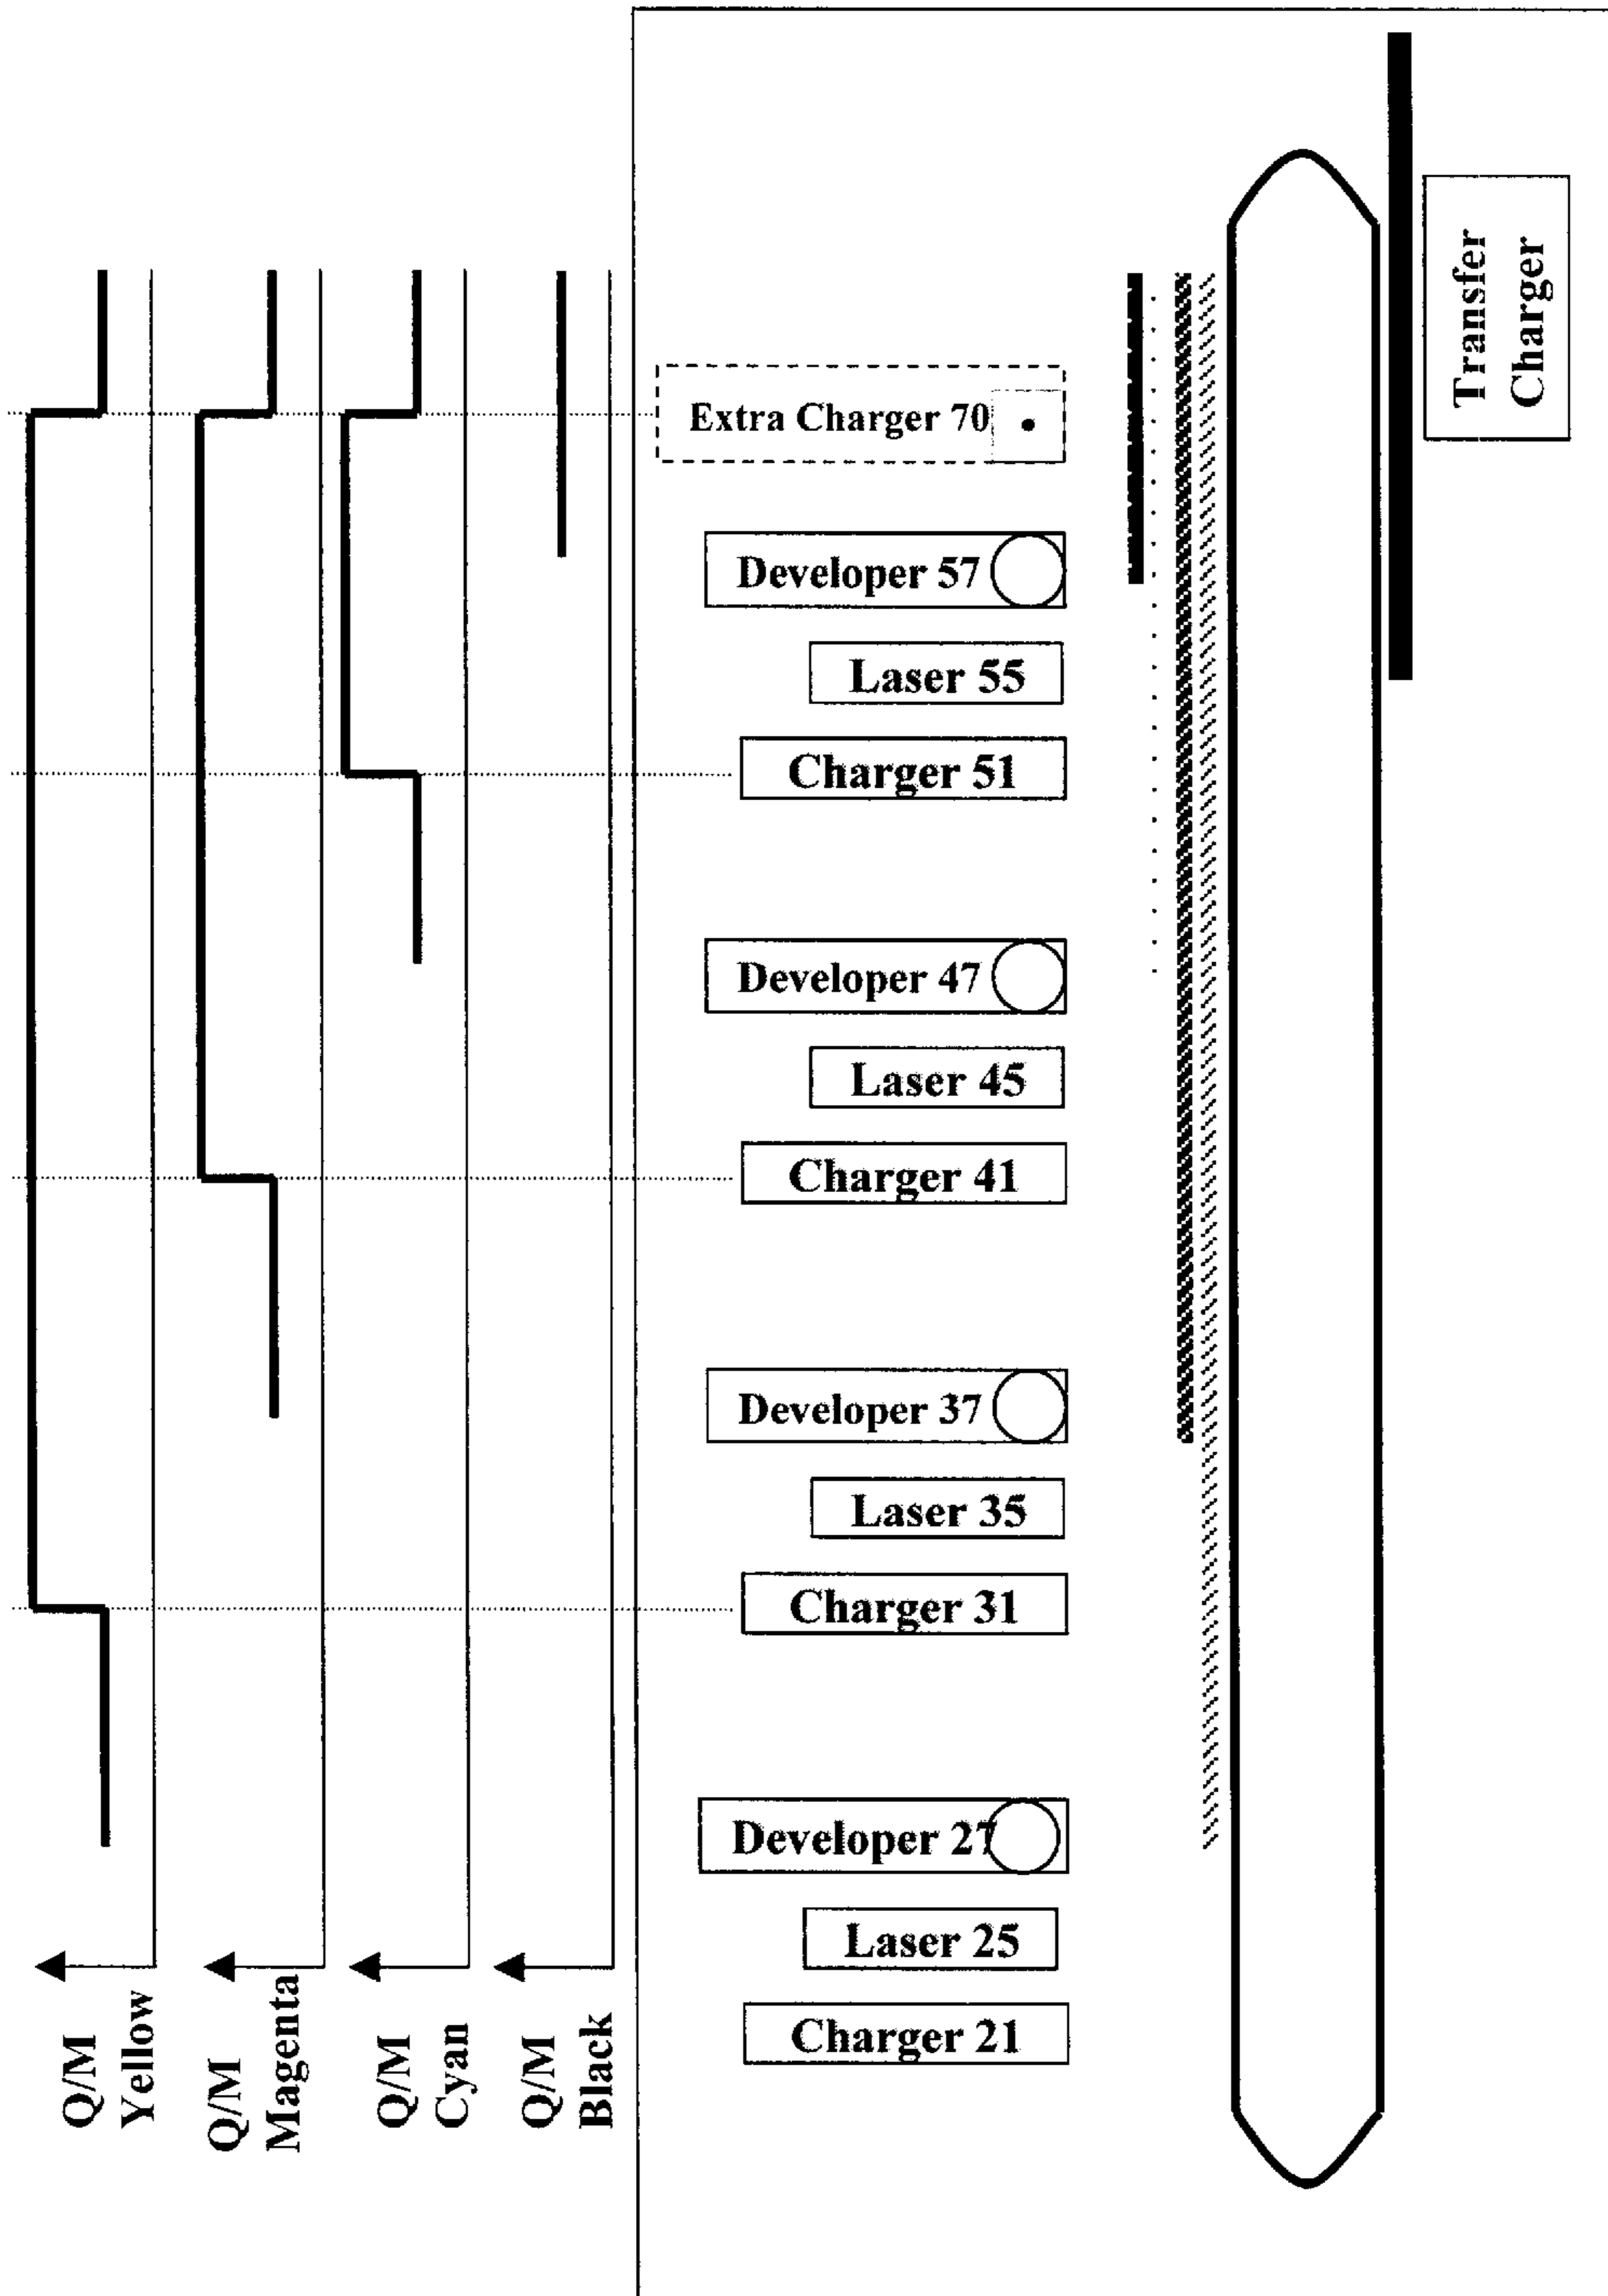 Q/M
Yellow
Q/M
Magenta
Q/M
Cyan
Q/M
Black
Extra Charger 70
Developer 57
Laser 55
Charger 51
Developer 47
Laser 45
Charger 41
Developer 37
Laser 35
Charger 31
Developer 27
Laser 25
Charger 21
Transfer
Charger